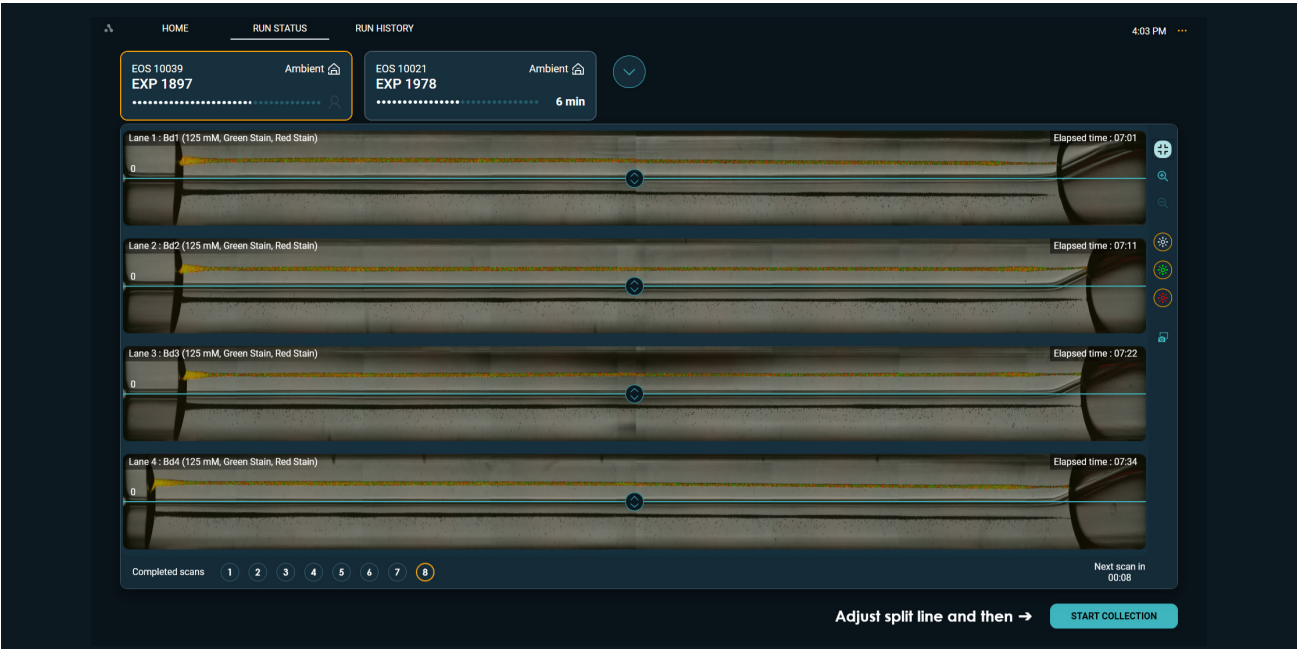 HOME RUN STATUS RUN HISTORY 4:03 PM
EOS 10039 Ambient
EXP 1897
EOS 10021 Ambient
EXP 1978
6 min
Lane 1 : Bd1 (125 mM, Green Stain, Red Stain) Elapsed time : 07:01
0
Lane 2 : Bd2 (125 mM, Green Stain, Red Stain) Elapsed time : 07:11
0
Lane 3 : Bd3 (125 mM, Green Stain, Red Stain) Elapsed time : 07:22
0
Lane 4 : Bd4 (125 mM, Green Stain, Red Stain) Elapsed time : 07:34
0
Completed scans 1 2 3 4 5 6 7 8
Next scan in
00:08
Adjust split line and then → START COLLECTION